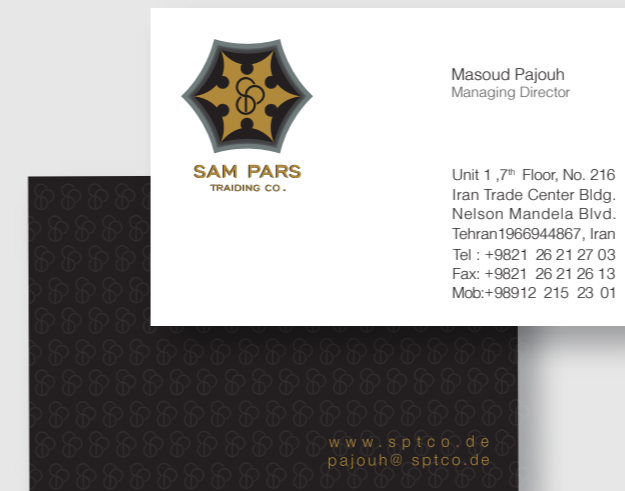 SAM PARS
TRAIDING CO.
Masoud Pajouh
Managing Director
Unit 1 ,7th Floor, No. 216
Iran Trade Center Bldg.
Nelson Mandela Blvd.
Tehran1966944867, Iran
Tel : +9821 26 21 27 03
Fax: +9821 26 21 26 13
Mob:+98912 215 23 01
www.sptco.de
pajouh@ sptco.de